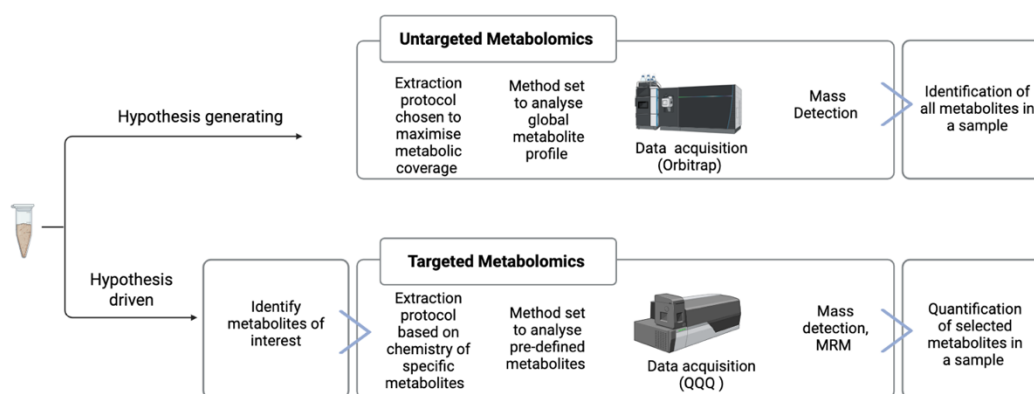 Untargeted Metabolomics
Hypothesis generating
Extraction
protocol
chosen to
maximise
metabolic
coverage
Method set
to analyse
global
metabolite
profile
Data acquisition
(Orbitrap)
Mass
Detection
Identification of
all metabolites in
a sample
Hypothesis
driven
Identify
metabolites of
interest
Targeted Metabolomics
Extraction
protocol
based on
chemistry of
specific
metabolites
Method set
to analyse
pre-defined
metabolites
Data acquisition
(QQQ )
Mass
detection,
MRM
Quantification
of selected
metabolites in
a sample